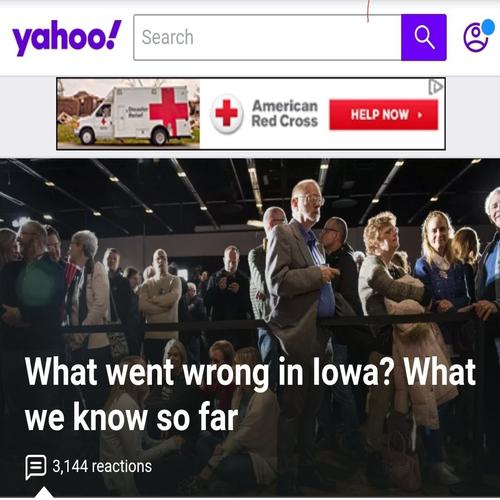 yahoo!
Search
Disaster
Relief
American
Red Cross
HELP NOW
What went wrong in Iowa? What
we know so far
3,144 reactions